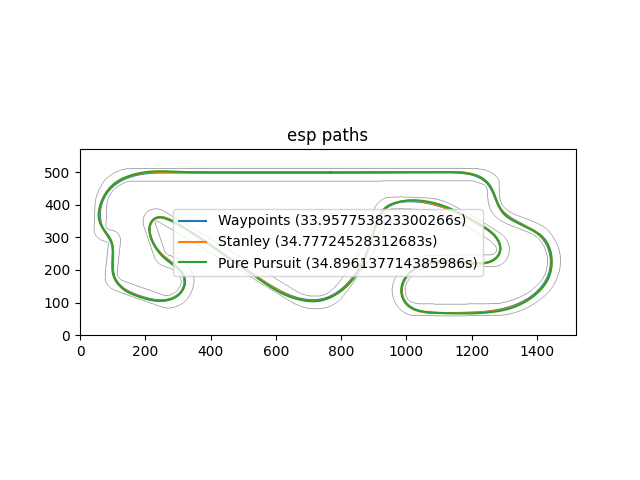 esp paths
500
400
300
200
100
0
Waypoints (33.957753823300266s)
Stanley (34.77724528312683s)
Pure Pursuit (34.896137714385986s)
0 200 400 600 800 1000 1200 1400